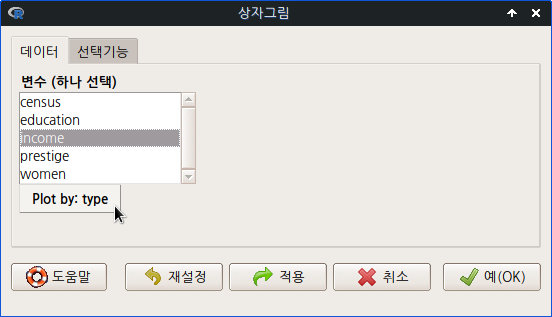 상자그림
데이터 선택기능
변수 (하나 선택)
census
education
income
prestige
women
Plot by: type
도움말 재설정 적용 취소 예(OK)